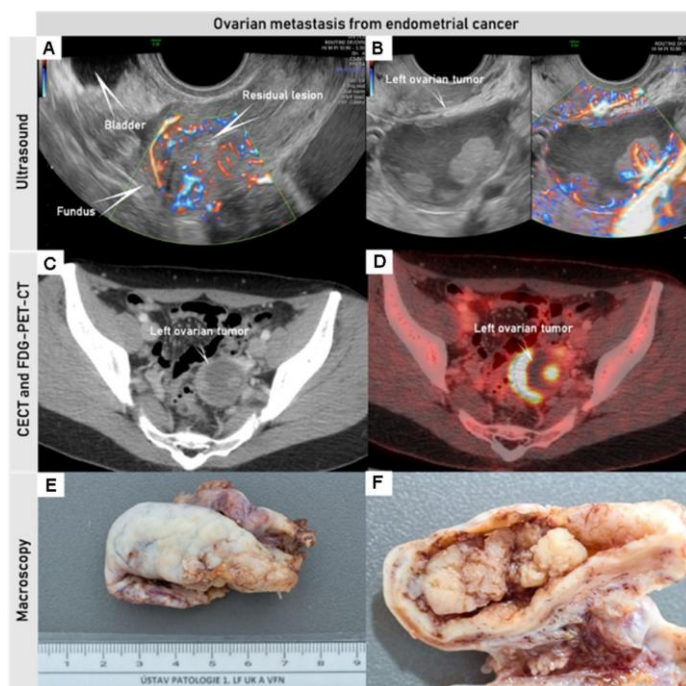 Ovarian metastasis from endometrial cancer
Ultrasound
A
Bladder
Fundus
Residual lesion
B
Left ovarian tumor
CECT and FDG-PET-CT
C
Left ovarian tumor
D
Left ovarian tumor
Macroscopy
E
1 2 3 4 5 6 7 8 9
ÚSTAV PATOLOGIE 1. LF UK A VFN
F